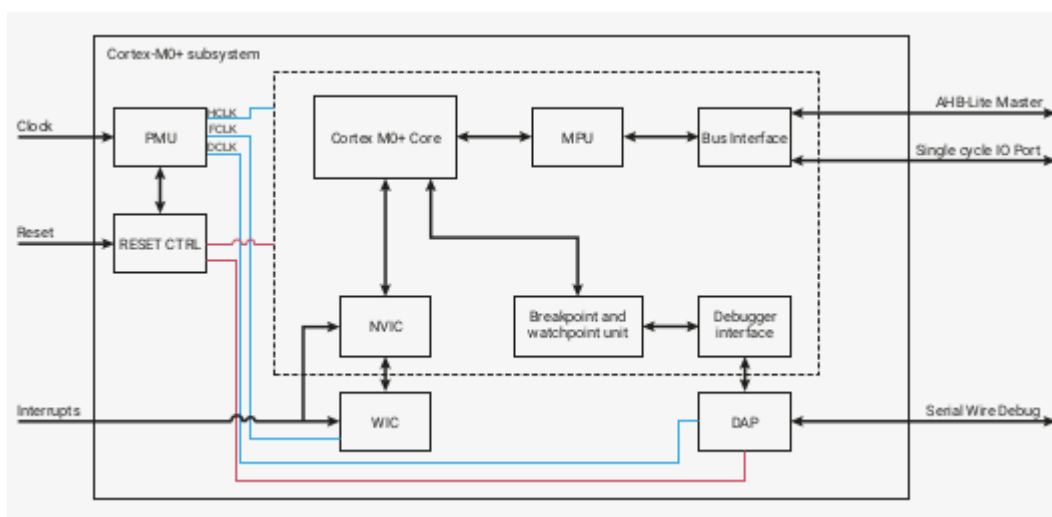 Cortex-M0+ subsystem
AHB-Lite Master
HCLK
Clock
PMU
FCLK
DCLK
Cortex M0+ Core
MPU
Bus Interface
Single cycle IO Port
Reset
RESET CTRL
NVIC
Breakpoint and
watchpoint unit
Debugger
interface
Interrupts
WIC
DAP
Serial Wire Debug